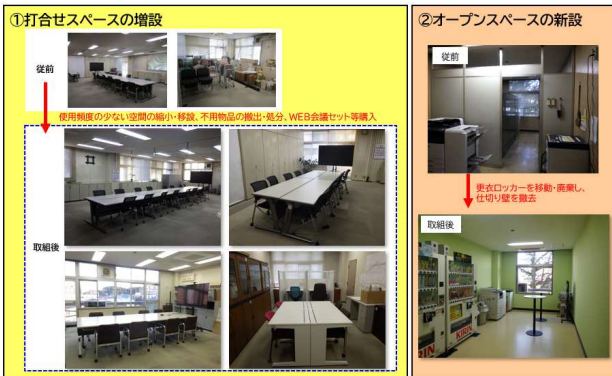 ①打合せスペースの増設
従前
使用頻度の少ない空間の縮小・移設、不用物品の搬出・処分、WEB会議セット等購入
取組後
②オープンスペースの新設
従前
更衣ロッカーを移動・廃棄し、
仕切り壁を撤去
取組後
KIRIN